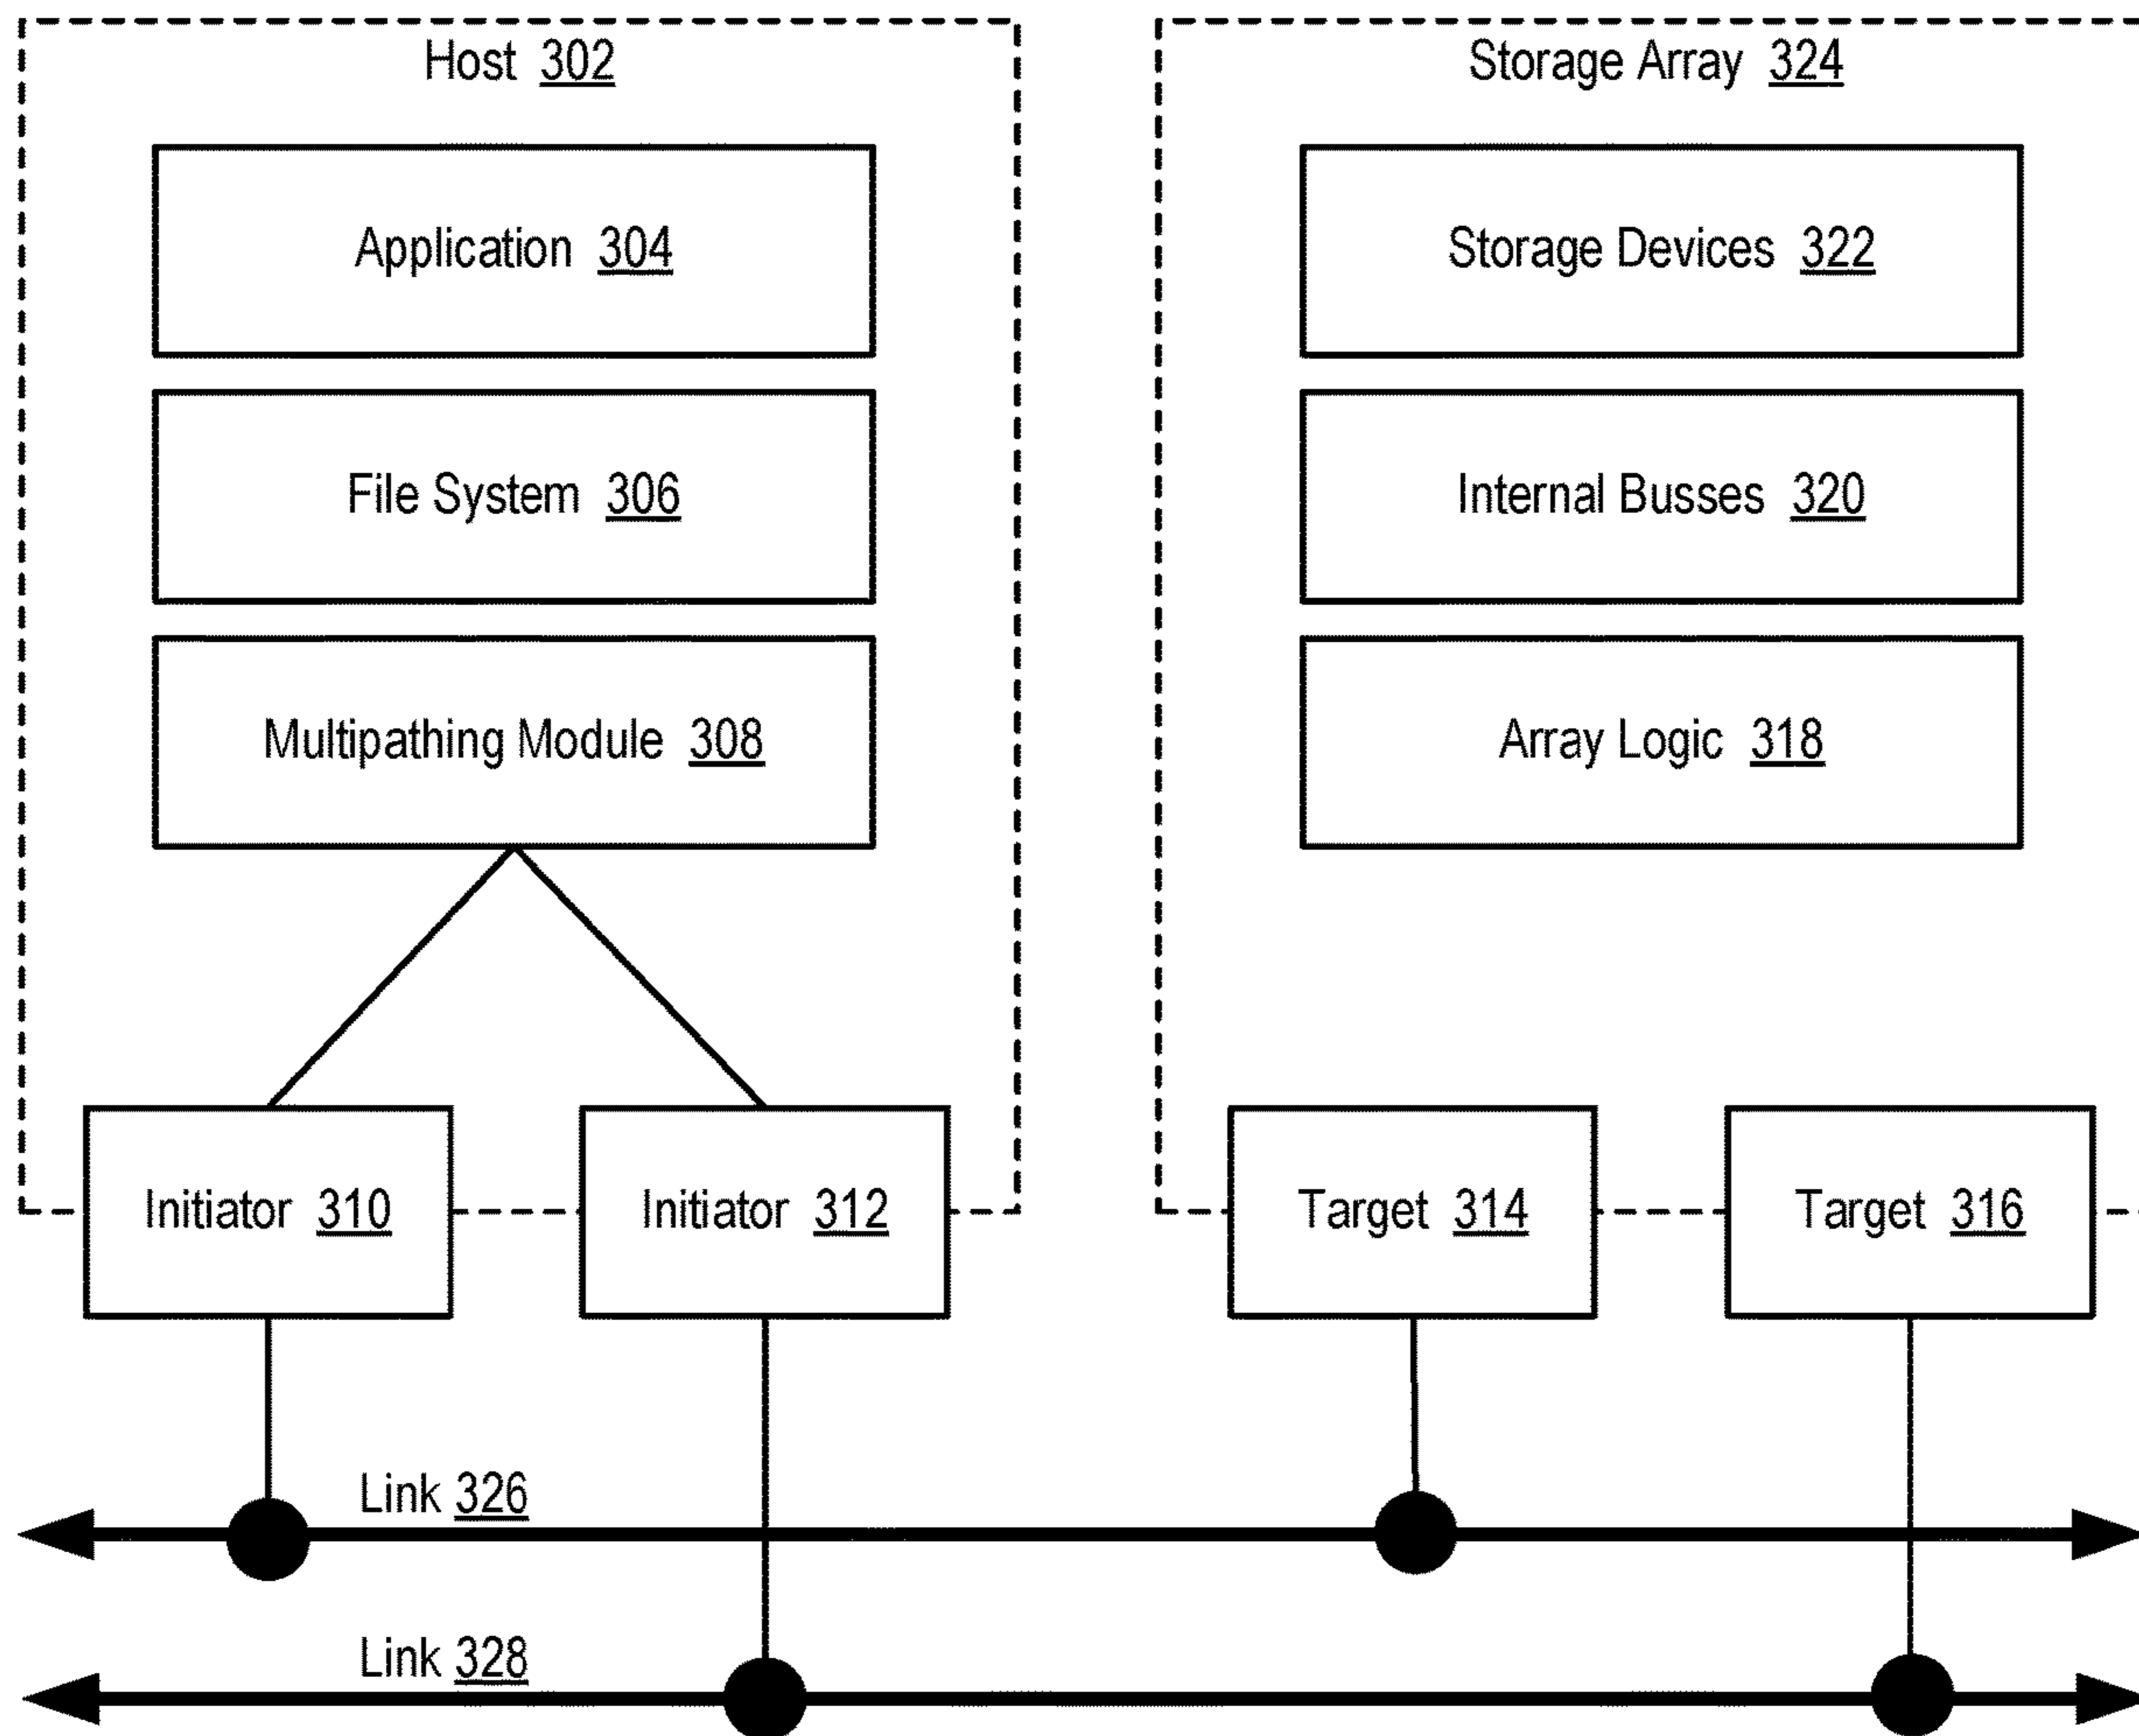 Host 302
Application 304
File System 306
Multipathing Module 308
Initiator 310
Initiator 312
Storage Array 324
Storage Devices 322
Internal Busses 320
Array Logic 318
Target 314
Target 316
Link 326
Link 328